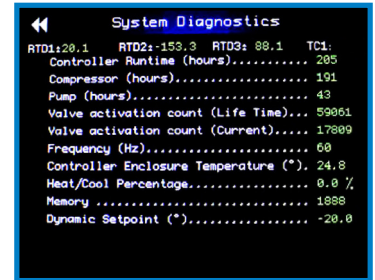 System Diagnostics
RTD1:20.1 RTD2:-153.3 RTD3: 88.1 TC1:
Controller Runtime (hours)........... 205
Compressor (hours)................... 191
Pump (hours)......................... 43
Valve activation count (Life Time)... 59061
Valve activation count (Current)..... 17809
Frequency (Hz)....................... 60
Controller Enclosure Temperature (°). 24.8
Heat/Cool Percentage................. 0.0 %
Memory .............................. 1888
Dynamic Setpoint (°)................. -20.0